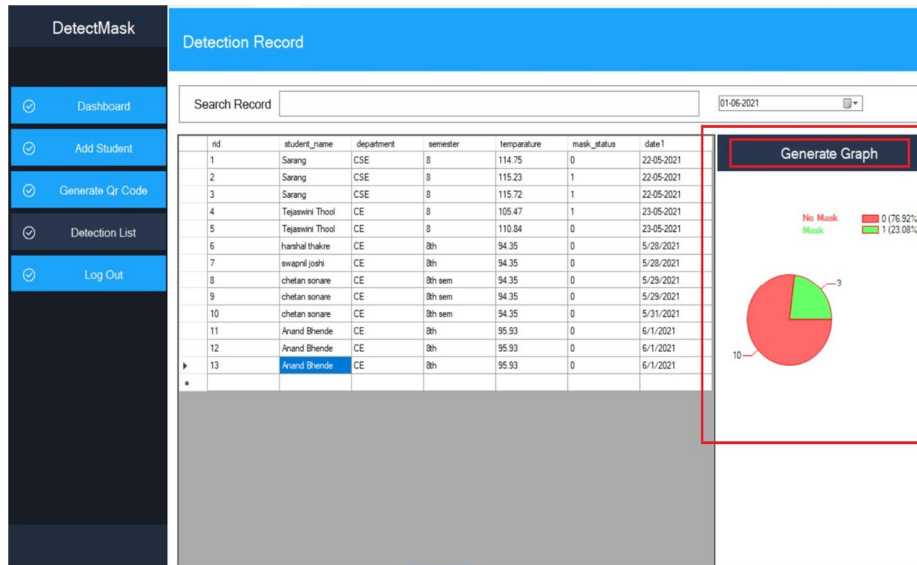 DetectMask
Detection Record
Dashboard
Add Student
Generate Qr Code
Detection List
Log Out
Search Record
01-06-2021
rid student_name department semester temparature mask_status date1
1 Sarang CSE 8 114.75 0 22-05-2021
2 Sarang CSE 8 115.23 1 22-05-2021
3 Sarang CSE 8 115.72 1 22-05-2021
4 Tejaswini Thool CE 8 105.47 1 23-05-2021
5 Tejaswini Thool CE 8 110.84 0 23-05-2021
6 harshal thakre CE 8th 94.35 0 5/28/2021
7 swapnil joshi CE 8th 94.35 0 5/28/2021
8 chetan sonare CE 8th sem 94.35 0 5/29/2021
9 chetan sonare CE 8th sem 94.35 0 5/29/2021
10 chetan sonare CE 8th sem 94.35 0 5/31/2021
11 Anand Bhende CE 8th 95.93 0 6/1/2021
12 Anand Bhende CE 8th 95.93 0 6/1/2021
13 Anand Bhende CE 8th 95.93 0 6/1/2021
Generate Graph
No Mask 0 (76.92%
Mask 1 (23.08%
3
10